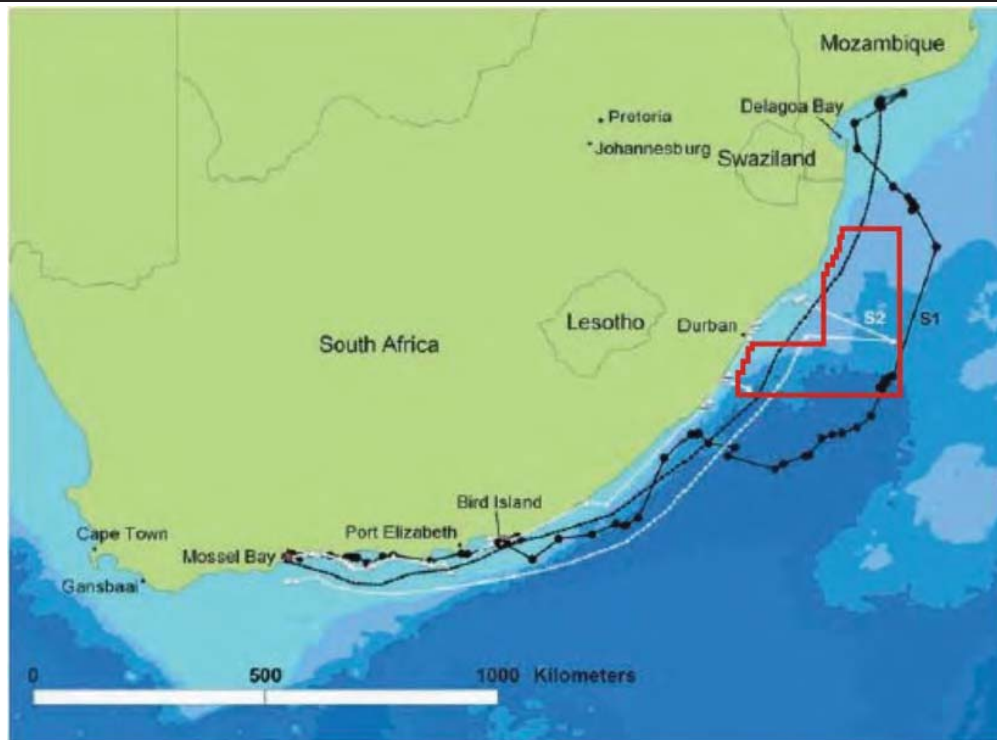 Mozambique
Delagoa Bay
Pretoria
Johannesburg
Swaziland
Lesotho
Durban
S2
S1
South Africa
Bird Island
Port Elizabeth
Cape Town
Mossel Bay
Gansbaai
0 500 1000 Kilometers